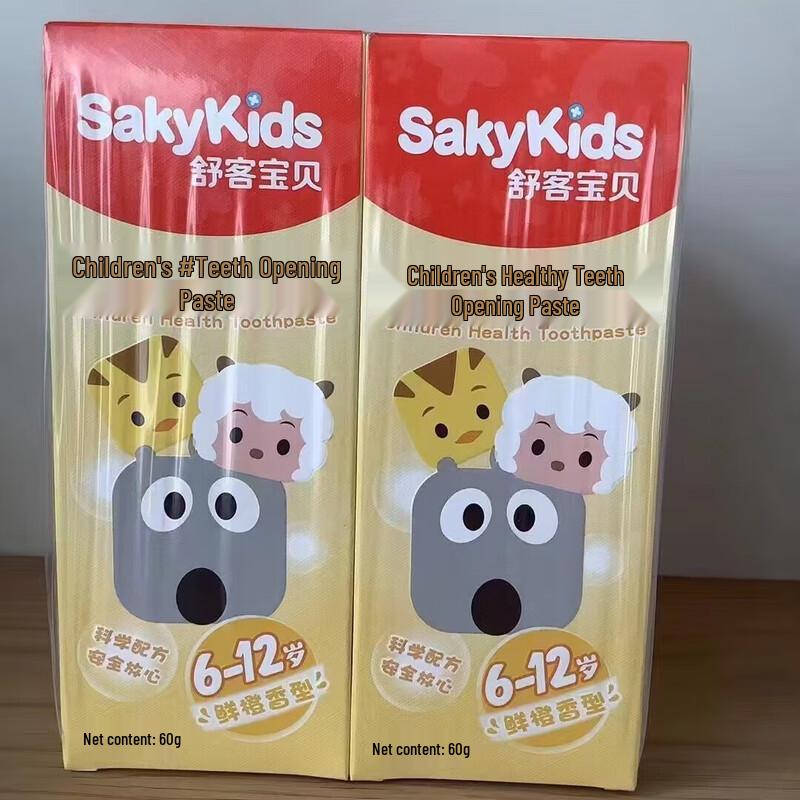 SakyKids
舒客宝贝
Children's #Teeth Opening
Paste
Children Health Toothpaste
科学配方
安全放心
6-12岁
鲜橙香型
Net content: 60g
SakyKids
舒客宝贝
Children's Healthy Teeth
Opening Paste
Children Health Toothpaste
科学配方
安全放心
6-12岁
鲜橙香型
Net content: 60g